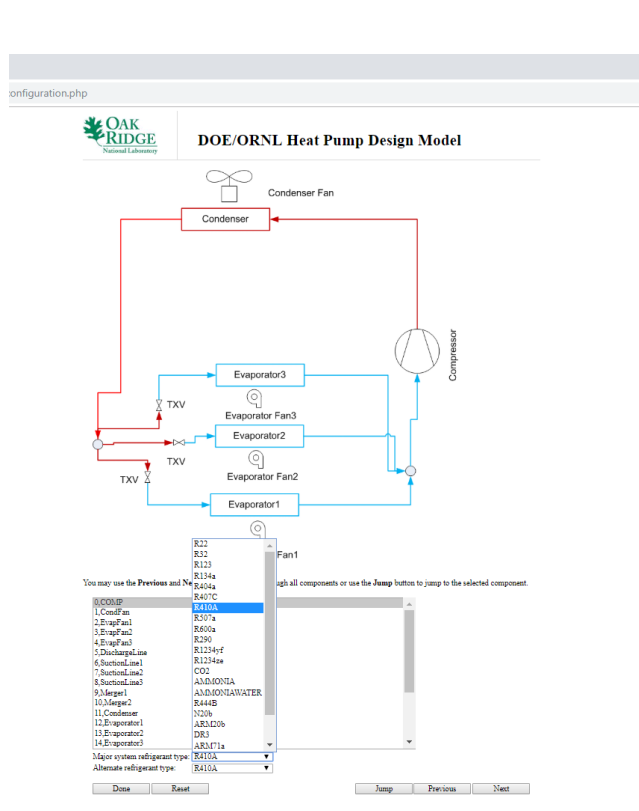 onfiguration.php
OAK
RIDGE
National Laboratory
DOE/ORNL Heat Pump Design Model
Condenser Fan
Condenser
Compressor
Evaporator3
TXV
Evaporator Fan3
Evaporator2
TXV
Evaporator Fan2
TXV
Evaporator1
Fan1
You may use the Previous and Ne
ugh all components or use the Jump button to jump to the selected component.
R22
R32
R123
R134a
R404a
R407C
R410A
R507a
R600a
R290
R1234yf
R1234ze
CO2
AMMONIA
AMMONIAWATER
R444B
N20b
ARM20b
DR3
ARM71a
0,COMP
1,CondFan
2,EvapFan1
3,EvapFan2
4,EvapFan3
5,DischargeLine
6,SuctionLine1
7,SuctionLine2
8,SuctionLine3
9,Merger1
10,Merger2
11,Condenser
12,Evaporator1
13,Evaporator2
14,Evaporator3
Major system refrigerant type: R410A
Alternate refrigerant type: R410A
Done Reset Jump Previous Next